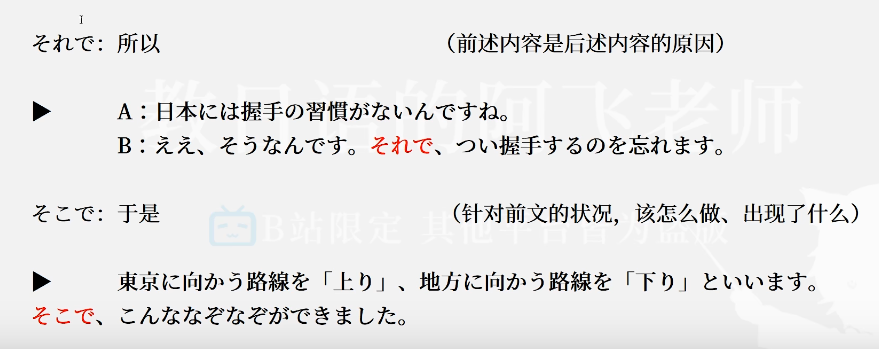 それで：所以 （前述内容是后述内容的原因）
▶ A：日本には握手の習慣がないんですね。
B：ええ、そうなんです。それで、つい握手するのを忘れます。
そこで：于是 （针对前文的状况，该怎么做、出现了什么）
▶ 東京に向かう路線を「上り」、地方に向かう路線を「下り」といいます。
そこで、こんななぞなぞができました。
教日语的阿飞老师
B站限定 其他平台皆为盗版